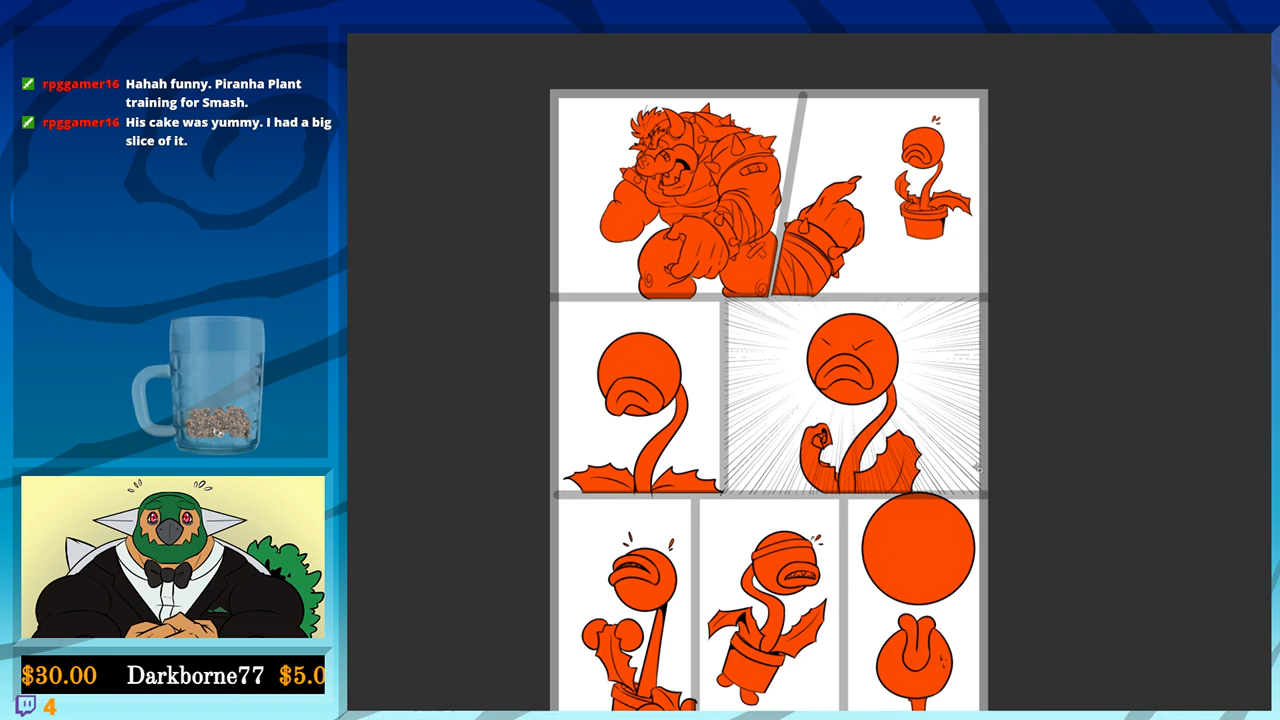 rpggamer16 Hahah funny. Piranha Plant
training for Smash.
rpggamer16 His cake was yummy. I had a big
slice of it.
$30.00 Darkborne77 $5.0
4